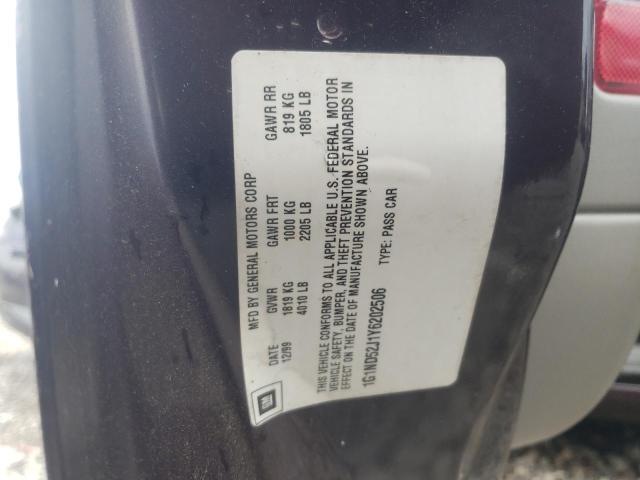 GM
MFD BY GENERAL MOTORS CORP
DATE GVWR GAWR FRT GAWR RR
12/99 1819 KG 1000 KG 819 KG
4010 LB 2205 LB 1805 LB
THIS VEHICLE CONFORMS TO ALL APPLICABLE U.S. FEDERAL MOTOR
VEHICLE SAFETY, BUMPER, AND THEFT PREVENTION STANDARDS IN
EFFECT ON THE DATE OF MANUFACTURE SHOWN ABOVE.
1G1ND52J1Y6202506 TYPE: PASS CAR